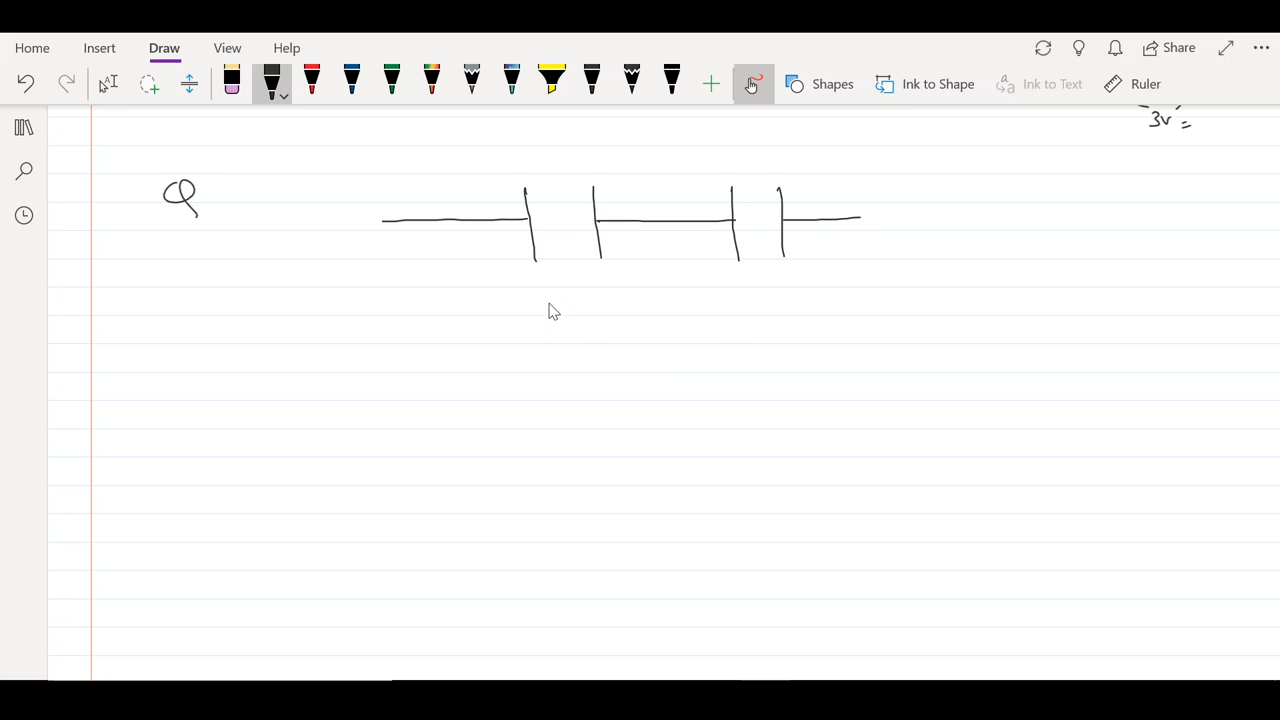 Home Insert Draw View Help Share
Shapes Ink to Shape Ink to Text Ruler
3v =
Q